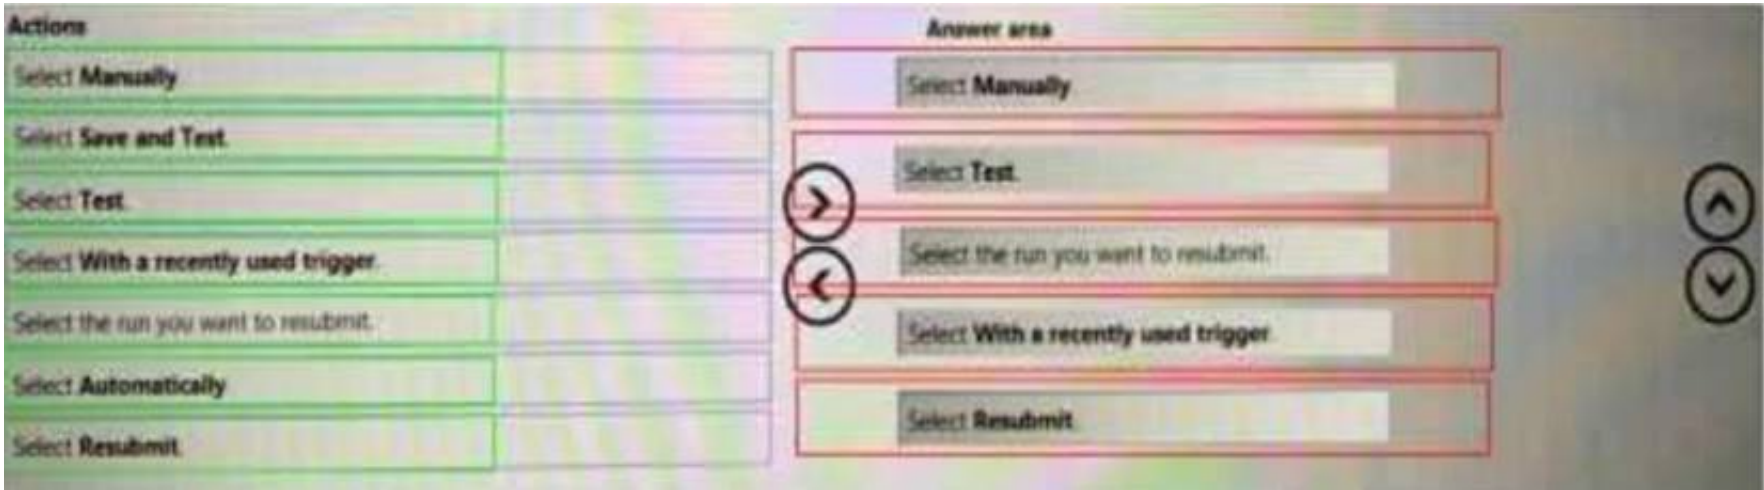 Actions
Select Manually
Select Save and Test.
Select Test.
Select With a recently used trigger.
Select the run you want to resubmit.
Select Automatically
Select Resubmit.
Answer area
Select Manually
Select Test.
Select the run you want to resubmit.
Select With a recently used trigger.
Select Resubmit.